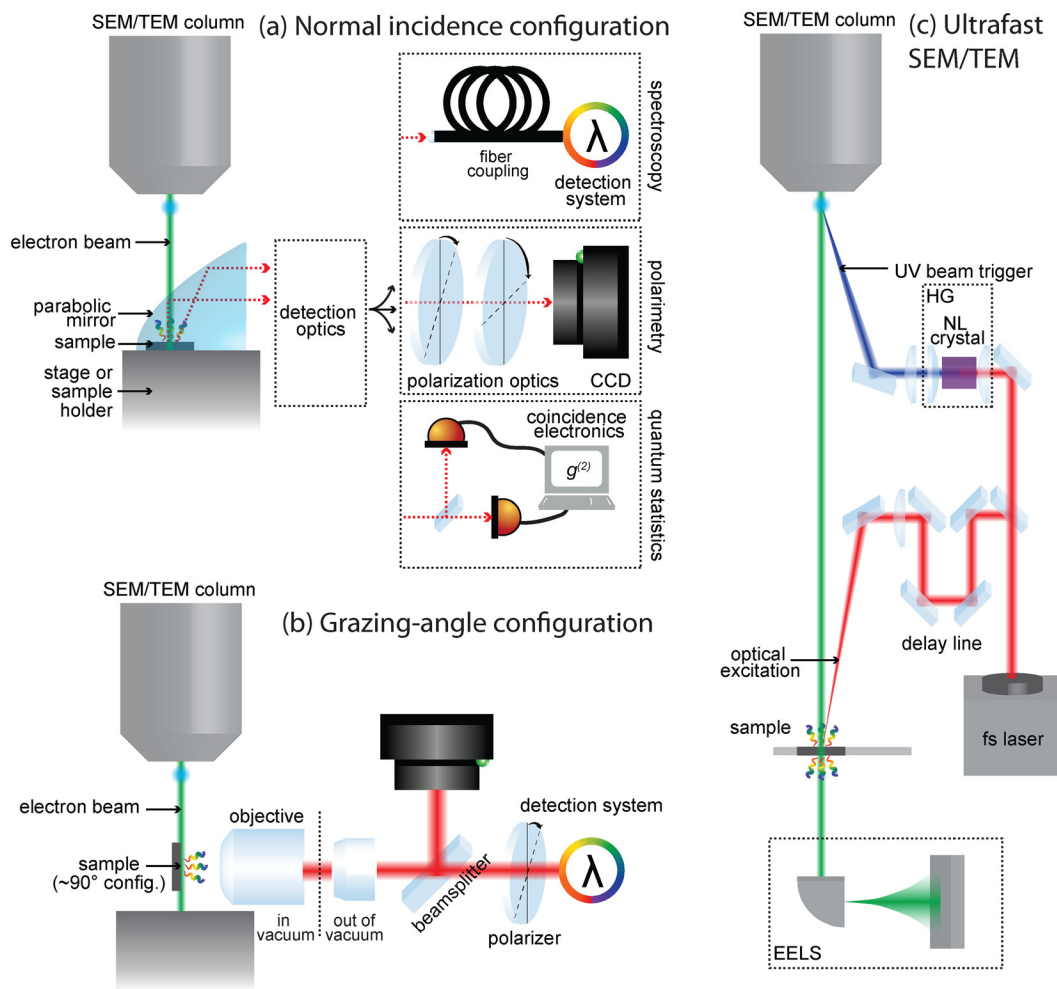 SEM/TEM column
(a) Normal incidence configuration
electron beam
parabolic
mirror
sample
stage or
sample
holder
detection
optics
fiber
coupling
λ
detection
system
spectroscopy
polarization optics
CCD
polarimetry
coincidence
electronics
g(2)
quantum statistics
SEM/TEM column
(b) Grazing-angle configuration
electron beam
sample
(~90° config.)
objective
in
vacuum
out of
vacuum
beamsplitter
detection system
λ
polarizer
SEM/TEM column
(c) Ultrafast
SEM/TEM
UV beam trigger
HG
NL
crystal
delay line
optical
excitation
sample
fs laser
EELS